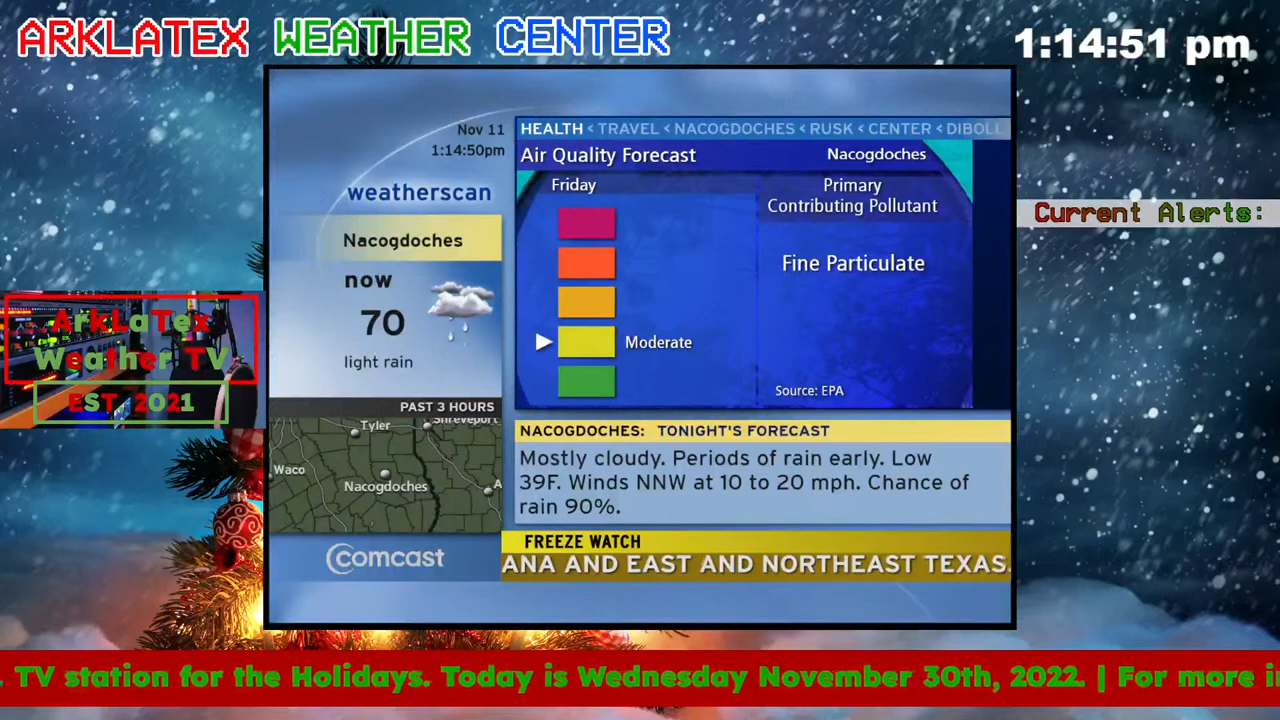 ARKLATEX WEATHER CENTER
1:14:51 pm
Nov 11
1:14:50pm
weatherscan
Nacogdoches
now
70
light rain
PAST 3 HOURS
Tyler
Shreveport
Waco
Nacogdoches
A
comcast
HEALTH < TRAVEL < NACOGDOCHES < RUSK < CENTER < DIBOLL
Air Quality Forecast
Nacogdoches
Friday
Primary
Contributing Pollutant
Fine Particulate
Moderate
Source: EPA
NACOGDOCHES: TONIGHT'S FORECAST
Mostly cloudy. Periods of rain early. Low
39F. Winds NNW at 10 to 20 mph. Chance of
rain 90%.
FREEZE WATCH
ANA AND EAST AND NORTHEAST TEXAS.
Current Alerts:
ArkLaTex
Weather TV
EST. 2021
. TV station for the Holidays. Today is Wednesday November 30th, 2022. | For more i